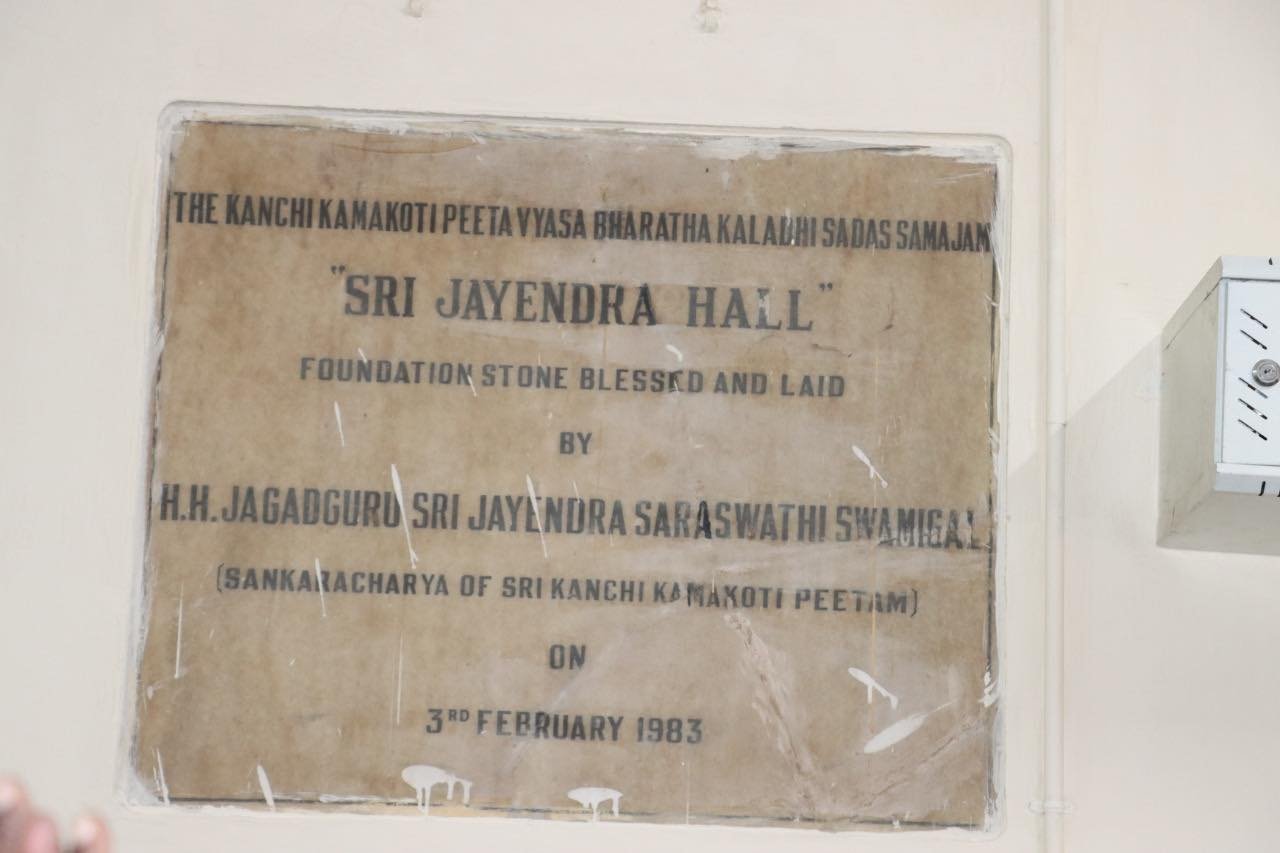 THE KANCHI KAMAKOTI PEETA VYASA BHARATHA KALADHI SADAS SAMAJAM
"SRI JAYENDRA HALL"
FOUNDATION STONE BLESSED AND LAID
BY
H.H. JAGADGURU SRI JAYENDRA SARASWATHI SWAMIGAL
(SANKARACHARYA OF SRI KANCHI KAMAKOTI PEETAM)
ON
3RD FEBRUARY 1983